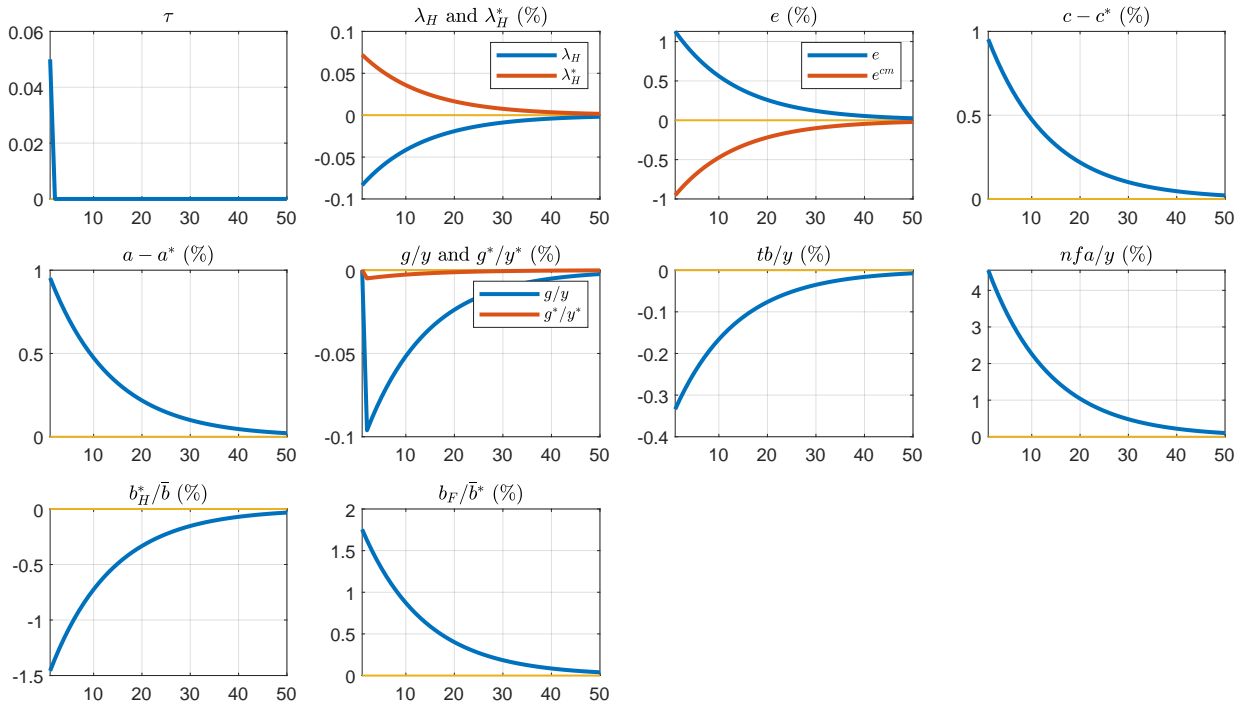 τ
0.06
0.04
0.02
0
10 20 30 40 50
λ_H and λ_H^* (%)
0.1
0.05
0
-0.05
-0.1
λ_H
λ_H^*
10 20 30 40 50
e (%)
1
0.5
0
-0.5
-1
e
e^{cm}
10 20 30 40 50
c − c^* (%)
1
0.5
0
10 20 30 40 50
a − a^* (%)
1
0.5
0
10 20 30 40 50
g/y and g^*/y^* (%)
0
-0.05
-0.1
g/y
g^*/y^*
10 20 30 40 50
tb/y (%)
0
-0.1
-0.2
-0.3
-0.4
10 20 30 40 50
nfa/y (%)
4
3
2
1
0
10 20 30 40 50
b_H^*/b̅ (%)
0
-0.5
-1
-1.5
10 20 30 40 50
b_F/b̅^* (%)
2
1.5
1
0.5
0
10 20 30 40 50